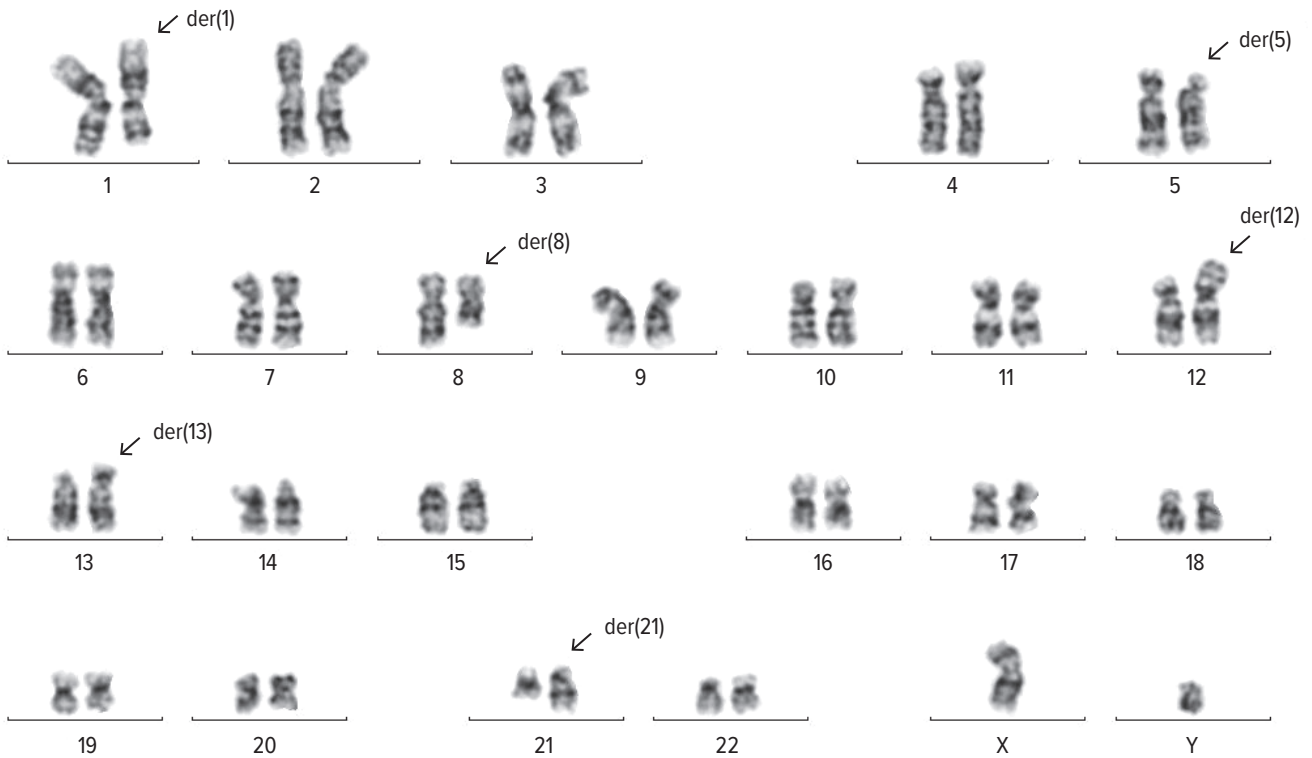 der(1)
der(5)
1 2 3 4 5
der(8)
der(12)
6 7 8 9 10 11 12
der(13)
13 14 15 16 17 18
der(21)
19 20 21 22 X Y